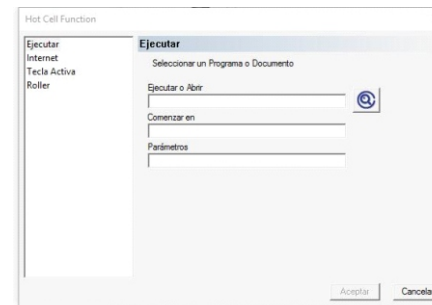 Hot Cell Function
Ejecutar
Internet
Tecla Activa
Roller
Ejecutar
Seleccionar un Programa o Documento
Ejecutar o Abrir
Comenzar en
Parámetros
Aceptar
Cancela